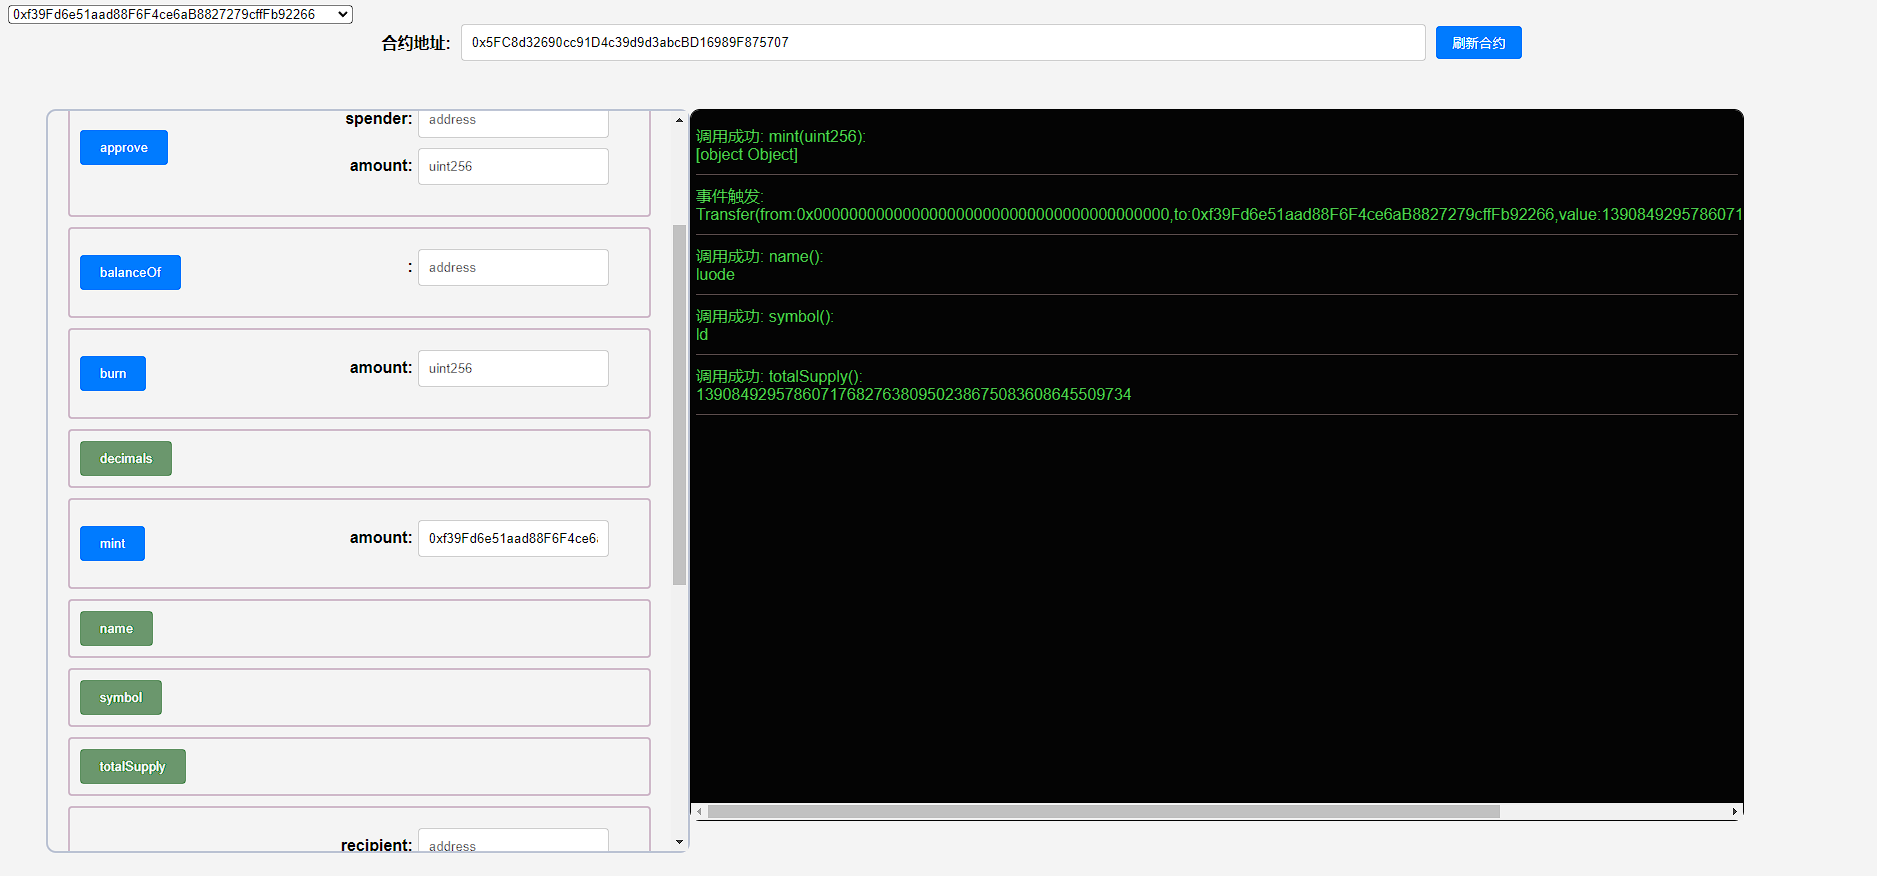 0xf39Fd6e51aad88F6F4ce6aB8827279cffFb92266
合约地址: 0x5FC8d32690cc91D4c39d9d3abcBD16989F875707 刷新合约
spender: address
approve
amount: uint256
balanceOf : address
burn amount: uint256
decimals
mint amount: 0xf39Fd6e51aad88F6F4ce6a
name
symbol
totalSupply
recipient: address
调用成功: mint(uint256):
[object Object]
事件触发:
Transfer(from:0x0000000000000000000000000000000000000000,to:0xf39Fd6e51aad88F6F4ce6aB8827279cffFb92266,value:1390849295786071
调用成功: name():
luode
调用成功: symbol():
ld
调用成功: totalSupply():
1390849295786071768276380950238675083608645509734